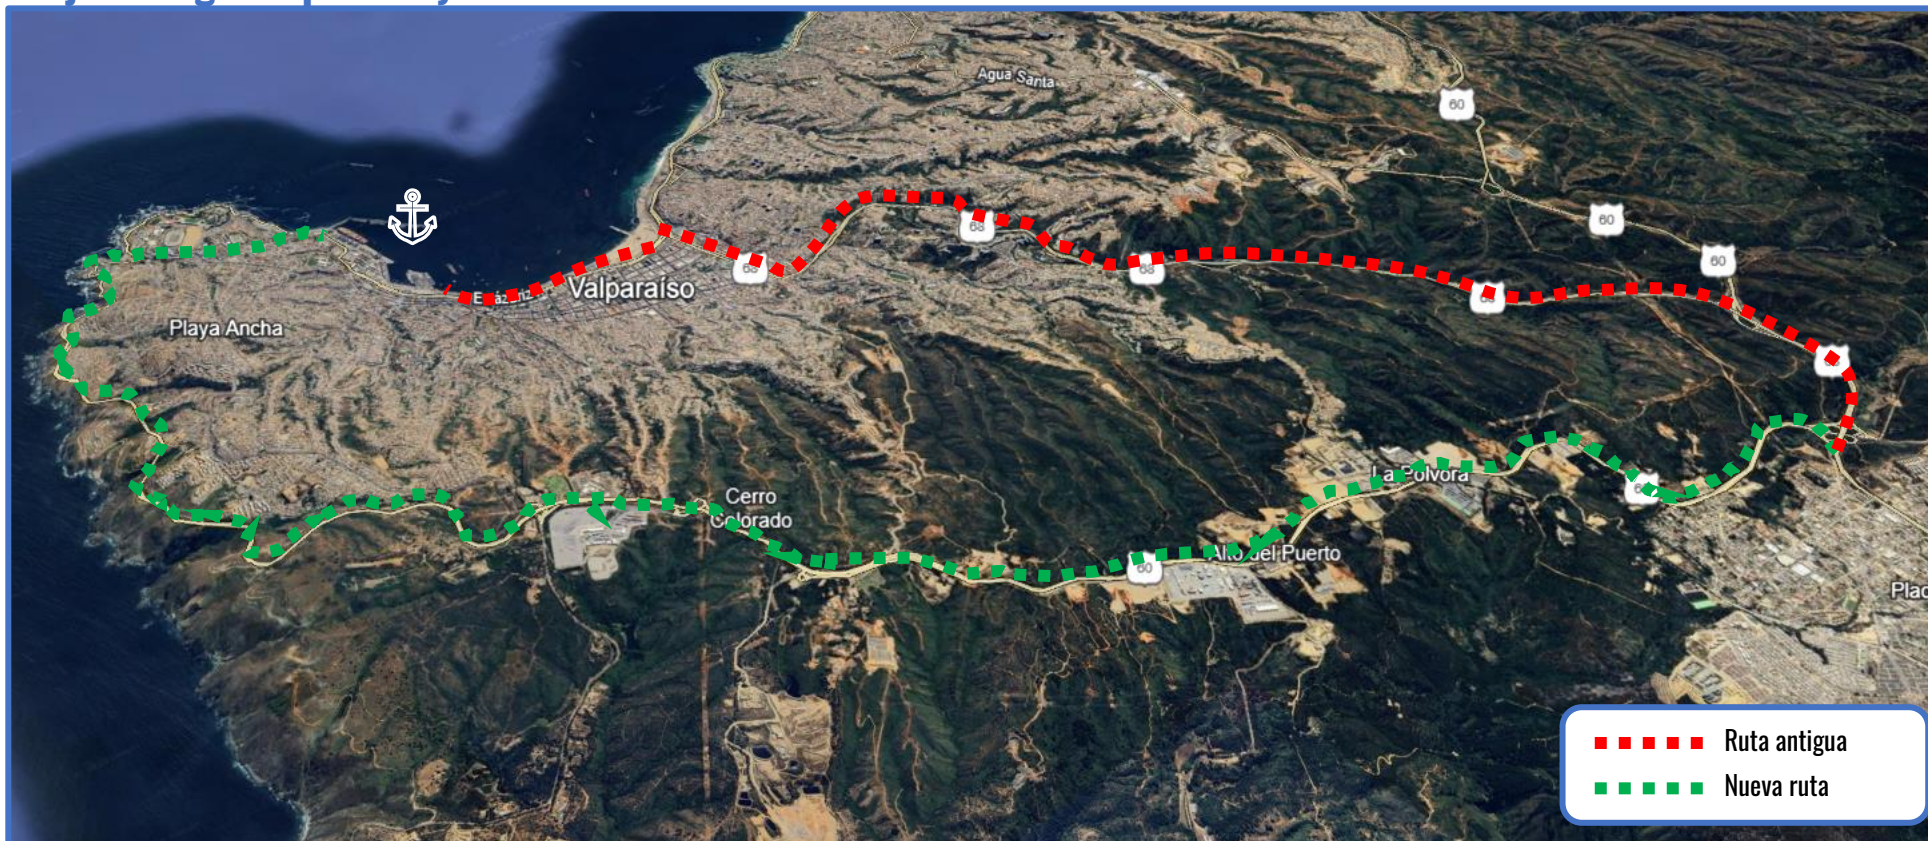 Agua Santa
60
60
68
60
68
Valparaíso
Playa Ancha
Cerro
Colorado
La Pólvora
60
Alto del Puerto
Ruta antigua
Nueva ruta